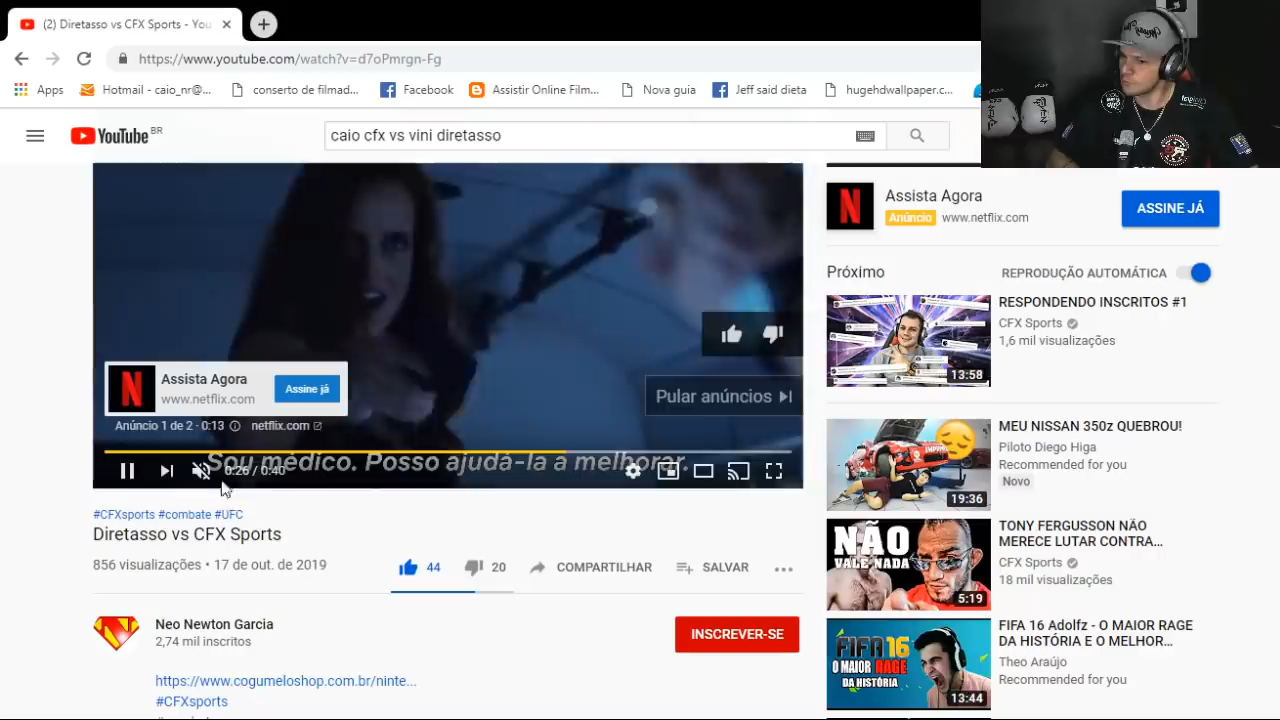 (2) Diretasso vs CFX Sports - You
https://www.youtube.com/watch?v=d7oPmrgn-Fg
Apps
Hotmail - caio_nr@...
conserto de filmad...
Facebook
Assistir Online Film...
Nova guia
Jeff said dieta
hugehdwallpaper.c...
YouTube BR
caio cfx vs vini diretasso
Assista Agora
www.netflix.com
Assine já
Anúncio 1 de 2 · 0:13
netflix.com
Pular anúncios
médico. Posso ajudá-la a melhorar.
0:26 / 0:40
#CFXsports #combate #UFC
Diretasso vs CFX Sports
856 visualizações • 17 de out. de 2019
44
20
COMPARTILHAR
SALVAR
Neo Newton Garcia
2,74 mil inscritos
INSCREVER-SE
https://www.cogumeloshop.com.br/ninte...
#CFXsports
Assista Agora
Anúncio www.netflix.com
ASSINE JÁ
Próximo
REPRODUÇÃO AUTOMÁTICA
13:58
RESPONDENDO INSCRITOS #1
CFX Sports
1,6 mil visualizações
19:36
MEU NISSAN 350z QUEBROU!
Piloto Diego Higa
Recommended for you
Novo
NÃO
VALE NADA
5:19
TONY FERGUSSON NÃO
MERECE LUTAR CONTRA...
CFX Sports
18 mil visualizações
FIFA 16
O MAIOR
RAGE
DA HISTÓRIA
13:44
FIFA 16 Adolfz - O MAIOR RAGE
DA HISTÓRIA E O MELHOR...
Theo Araújo
Recommended for you